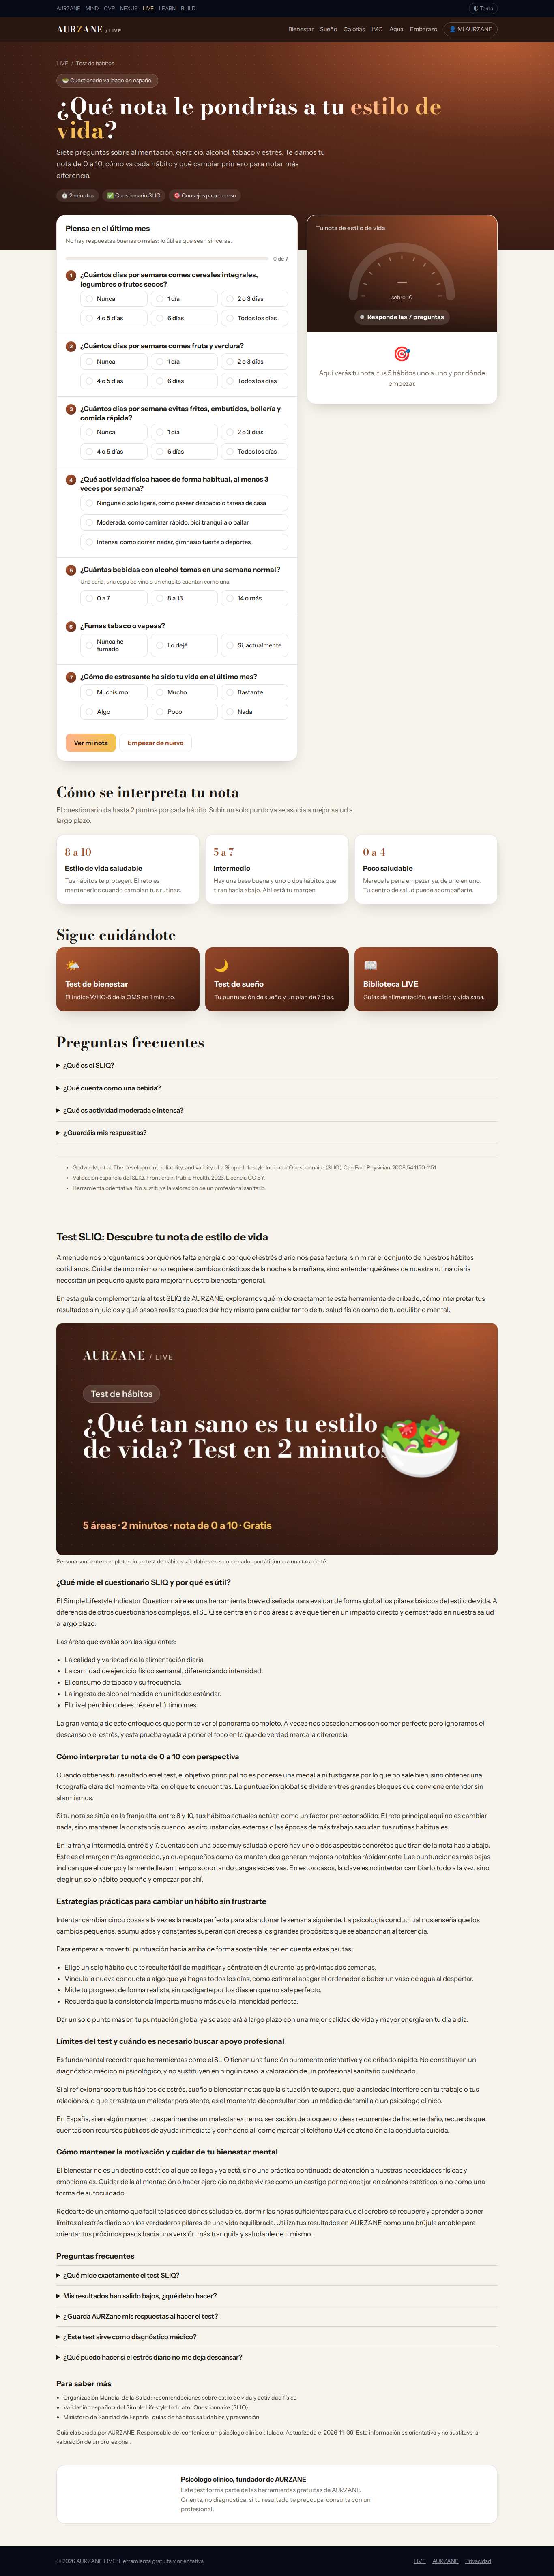 AURZANE MIND OVP NEXUS LIVE LEARN BUILD
Tema
AURZANE / LIVE
Bienestar Sueño Calorías IMC Agua Embarazo Mi AURZANE
LIVE / Test de hábitos
Cuestionario validado en español
¿Qué nota le pondrías a tu estilo de
vida?
Siete preguntas sobre alimentación, ejercicio, alcohol, tabaco y estrés. Te damos tu
nota de 0 a 10, cómo va cada hábito y qué cambiar primero para notar más
diferencia.
2 minutos
Cuestionario SLIQ
Consejos para tu caso
Piensa en el último mes
No hay respuestas buenas o malas: lo útil es que sean sinceras.
0 de 7
1 ¿Cuántos días por semana comes cereales integrales,
legumbres o frutos secos?
Nunca 1 día 2 o 3 días
4 o 5 días 6 días Todos los días
2 ¿Cuántos días por semana comes fruta y verdura?
Nunca 1 día 2 o 3 días
4 o 5 días 6 días Todos los días
3 ¿Cuántos días por semana evitas fritos, embutidos, bollería y
comida rápida?
Nunca 1 día 2 o 3 días
4 o 5 días 6 días Todos los días
4 ¿Qué actividad física haces de forma habitual, al menos 3
veces por semana?
Ninguna o solo ligera, como pasear despacio o tareas de casa
Moderada, como caminar rápido, bici tranquila o bailar
Intensa, como correr, nadar, gimnasio fuerte o deportes
5 ¿Cuántas bebidas con alcohol tomas en una semana normal?
Una caña, una copa de vino o un chupito cuentan como una.
0 a 7 8 a 13 14 o más
6 ¿Fumas tabaco o vapeas?
Nunca he
fumado
Lo dejé
Sí, actualmente
7 ¿Cómo de estresante ha sido tu vida en el último mes?
Muchísimo Mucho Bastante
Algo Poco Nada
Ver mi nota Empezar de nuevo
Tu nota de estilo de vida
—
sobre 10
Responde las 7 preguntas
Aquí verás tu nota, tus 5 hábitos uno a uno y por dónde
empezar.
Cómo se interpreta tu nota
El cuestionario da hasta 2 puntos por cada hábito. Subir un solo punto ya se asocia a mejor salud a
largo plazo.
8 a 10
Estilo de vida saludable
Tus hábitos te protegen. El reto es
mantenerlos cuando cambian tus rutinas.
5 a 7
Intermedio
Hay una base buena y uno o dos hábitos que
tiran hacia abajo. Ahí está tu margen.
0 a 4
Poco saludable
Merece la pena empezar ya, de uno en uno.
Tu centro de salud puede acompañarte.
Sigue cuidándote
Test de bienestar
El índice WHO-5 de la OMS en 1 minuto.
Test de sueño
Tu puntuación de sueño y un plan de 7 días.
Biblioteca LIVE
Guías de alimentación, ejercicio y vida sana.
Preguntas frecuentes
¿Qué es el SLIQ?
¿Qué cuenta como una bebida?
¿Qué es actividad moderada e intensa?
¿Guardáis mis respuestas?
Godwin M, et al. The development, reliability, and validity of a Simple Lifestyle Indicator Questionnaire (SLIQ). Can Fam Physician. 2008;54:1150-1151.
Validación española del SLIQ. Frontiers in Public Health, 2023. Licencia CC BY.
Herramienta orientativa. No sustituye la valoración de un profesional sanitario.
Test SLIQ: Descubre tu nota de estilo de vida
A menudo nos preguntamos por qué nos falta energía o por qué el estrés diario nos pasa factura, sin mirar el conjunto de nuestros hábitos
cotidianos. Cuidar de uno mismo no requiere cambios drásticos de la noche a la mañana, sino entender qué áreas de nuestra rutina diaria
necesitan un pequeño ajuste para mejorar nuestro bienestar general.
En esta guía complementaria al test SLIQ de AURZANE, exploramos qué mide exactamente esta herramienta de cribado, cómo interpretar tus
resultados sin juicios y qué pasos realistas puedes dar hoy mismo para cuidar tanto de tu salud física como de tu equilibrio mental.
AURZANE / LIVE
Test de hábitos
¿Qué tan sano es tu estilo
de vida? Test en 2 minutos
5 áreas · 2 minutos · nota de 0 a 10 · Gratis
Persona sonriente completando un test de hábitos saludables en su ordenador portátil junto a una taza de té.
¿Qué mide el cuestionario SLIQ y por qué es útil?
El Simple Lifestyle Indicator Questionnaire es una herramienta breve diseñada para evaluar de forma global los pilares básicos del estilo de vida. A
diferencia de otros cuestionarios complejos, el SLIQ se centra en cinco áreas clave que tienen un impacto directo y demostrado en nuestra salud
a largo plazo.
Las áreas que evalúa son las siguientes:
La calidad y variedad de la alimentación diaria.
La cantidad de ejercicio físico semanal, diferenciando intensidad.
El consumo de tabaco y su frecuencia.
La ingesta de alcohol medida en unidades estándar.
El nivel percibido de estrés en el último mes.
La gran ventaja de este enfoque es que permite ver el panorama completo. A veces nos obsesionamos con comer perfecto pero ignoramos el
descanso o el estrés, y esta prueba ayuda a poner el foco en lo que de verdad marca la diferencia.
Cómo interpretar tu nota de 0 a 10 con perspectiva
Cuando obtienes tu resultado en el test, el objetivo principal no es ponerse una medalla ni fustigarse por lo que no sale bien, sino obtener una
fotografía clara del momento vital en el que te encuentras. La puntuación global se divide en tres grandes bloques que conviene entender sin
alarmismos.
Si tu nota se sitúa en la franja alta, entre 8 y 10, tus hábitos actuales actúan como un factor protector sólido. El reto principal aquí no es cambiar
nada, sino mantener la constancia cuando las circunstancias externas o las épocas de más trabajo sacudan tus rutinas habituales.
En la franja intermedia, entre 5 y 7, cuentas con una base muy saludable pero hay uno o dos aspectos concretos que tiran de la nota hacia abajo.
Este es el margen más agradecido, ya que pequeños cambios mantenidos generan mejoras notables rápidamente. Las puntuaciones más bajas
indican que el cuerpo y la mente llevan tiempo soportando cargas excesivas. En estos casos, la clave es no intentar cambiarlo todo a la vez, sino
elegir un solo hábito pequeño y empezar por ahí.
Estrategias prácticas para cambiar un hábito sin frustrarte
Intentar cambiar cinco cosas a la vez es la receta perfecta para abandonar la semana siguiente. La psicología conductual nos enseña que los
cambios pequeños, acumulados y constantes superan con creces a los grandes propósitos que se abandonan al tercer día.
Para empezar a mover tu puntuación hacia arriba de forma sostenible, ten en cuenta estas pautas:
Elige un solo hábito que te resulte fácil de modificar y céntrate en él durante las próximas dos semanas.
Vincula la nueva conducta a algo que ya hagas todos los días, como estirar al apagar el ordenador o beber un vaso de agua al despertar.
Mide tu progreso de forma realista, sin castigarte por los días en que no sale perfecto.
Recuerda que la consistencia importa mucho más que la intensidad perfecta.
Dar un solo punto más en tu puntuación global ya se asociará a largo plazo con una mejor calidad de vida y mayor energía en tu día a día.
Límites del test y cuándo es necesario buscar apoyo profesional
Es fundamental recordar que herramientas como el SLIQ tienen una función puramente orientativa y de cribado rápido. No constituyen un
diagnóstico médico ni psicológico, y no sustituyen en ningún caso la valoración de un profesional sanitario cualificado.
Si al reflexionar sobre tus hábitos de estrés, sueño o bienestar notas que la situación te supera, que la ansiedad interfiere con tu trabajo o tus
relaciones, o que arrastras un malestar persistente, es el momento de consultar con un médico de familia o un psicólogo clínico.
En España, si en algún momento experimentas un malestar extremo, sensación de bloqueo o ideas recurrentes de hacerte daño, recuerda que
cuentas con recursos públicos de ayuda inmediata y confidencial, como marcar el teléfono 024 de atención a la conducta suicida.
Cómo mantener la motivación y cuidar de tu bienestar mental
El bienestar no es un destino estático al que se llega y ya está, sino una práctica continuada de atención a nuestras necesidades físicas y
emocionales. Cuidar de la alimentación o hacer ejercicio no debe vivirse como un castigo por no encajar en cánones estéticos, sino como una
forma de autocuidado.
Rodearte de un entorno que facilite las decisiones saludables, dormir las horas suficientes para que el cerebro se recupere y aprender a poner
límites al estrés diario son los verdaderos pilares de una vida equilibrada. Utiliza tus resultados en AURZANE como una brújula amable para
orientar tus próximos pasos hacia una versión más tranquila y saludable de ti mismo.
Preguntas frecuentes
¿Qué mide exactamente el test SLIQ?
Mis resultados han salido bajos, ¿qué debo hacer?
¿Guarda AURZane mis respuestas al hacer el test?
¿Este test sirve como diagnóstico médico?
¿Qué puedo hacer si el estrés diario no me deja descansar?
Para saber más
Organización Mundial de la Salud: recomendaciones sobre estilo de vida y actividad física
Validación española del Simple Lifestyle Indicator Questionnaire (SLIQ)
Ministerio de Sanidad de España: guías de hábitos saludables y prevención
Guía elaborada por AURZANE. Responsable del contenido: un psicólogo clínico titulado. Actualizada el 2026-11-09. Esta información es orientativa y no sustituye la
valoración de un profesional.
Psicólogo clínico, fundador de AURZANE
Este test forma parte de las herramientas gratuitas de AURZANE.
Orienta, no diagnostica: si tu resultado te preocupa, consulta con un
profesional.
© 2026 AURZANE LIVE · Herramienta gratuita y orientativa
LIVE AURZANE Privacidad